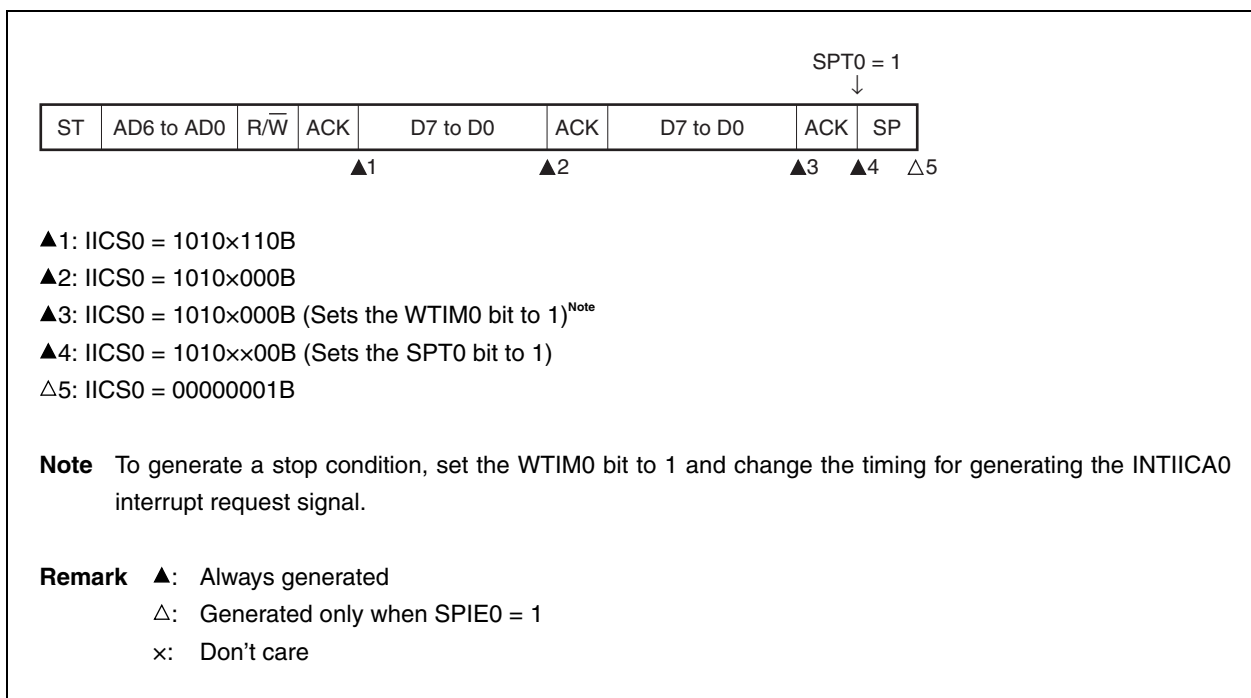 SPT0 = 1
↓
ST AD6 to AD0 R/W̅ ACK D7 to D0 ACK D7 to D0 ACK SP
▲1 ▲2 ▲3 ▲4 △5
▲1: IICS0 = 1010×110B
▲2: IICS0 = 1010×000B
▲3: IICS0 = 1010×000B (Sets the WTIM0 bit to 1)Note
▲4: IICS0 = 1010××00B (Sets the SPT0 bit to 1)
△5: IICS0 = 00000001B
Note To generate a stop condition, set the WTIM0 bit to 1 and change the timing for generating the INTIICA0
interrupt request signal.
Remark ▲: Always generated
△: Generated only when SPIE0 = 1
×: Don't care